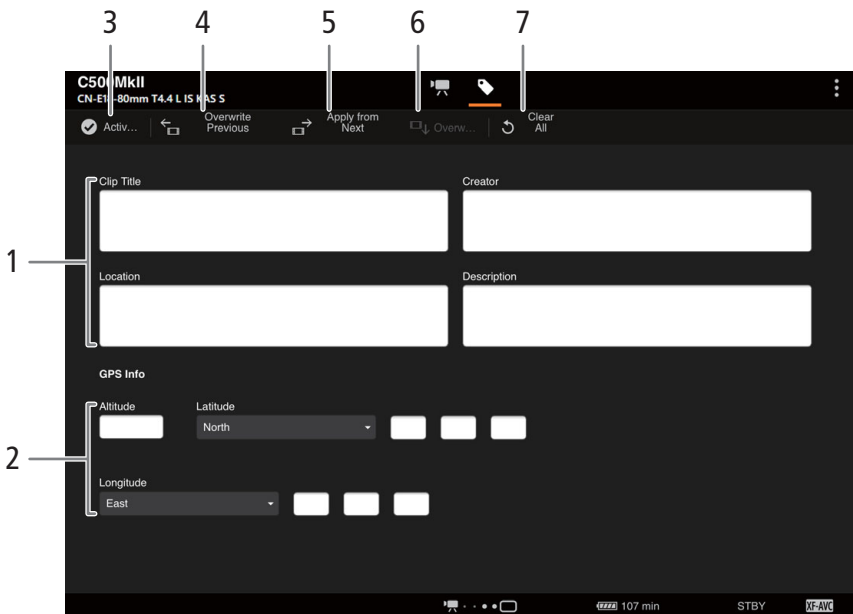 3 4 5 6 7
C500MkII
CN-E18-80mm T4.4 L IS KAS S
Activ...
Overwrite
Previous
Apply from
Next
Overw...
Clear
All
1
Clip Title
Creator
Location
Description
GPS Info
2
Altitude
Latitude
North
Longitude
East
107 min
STBY
XF-AVC